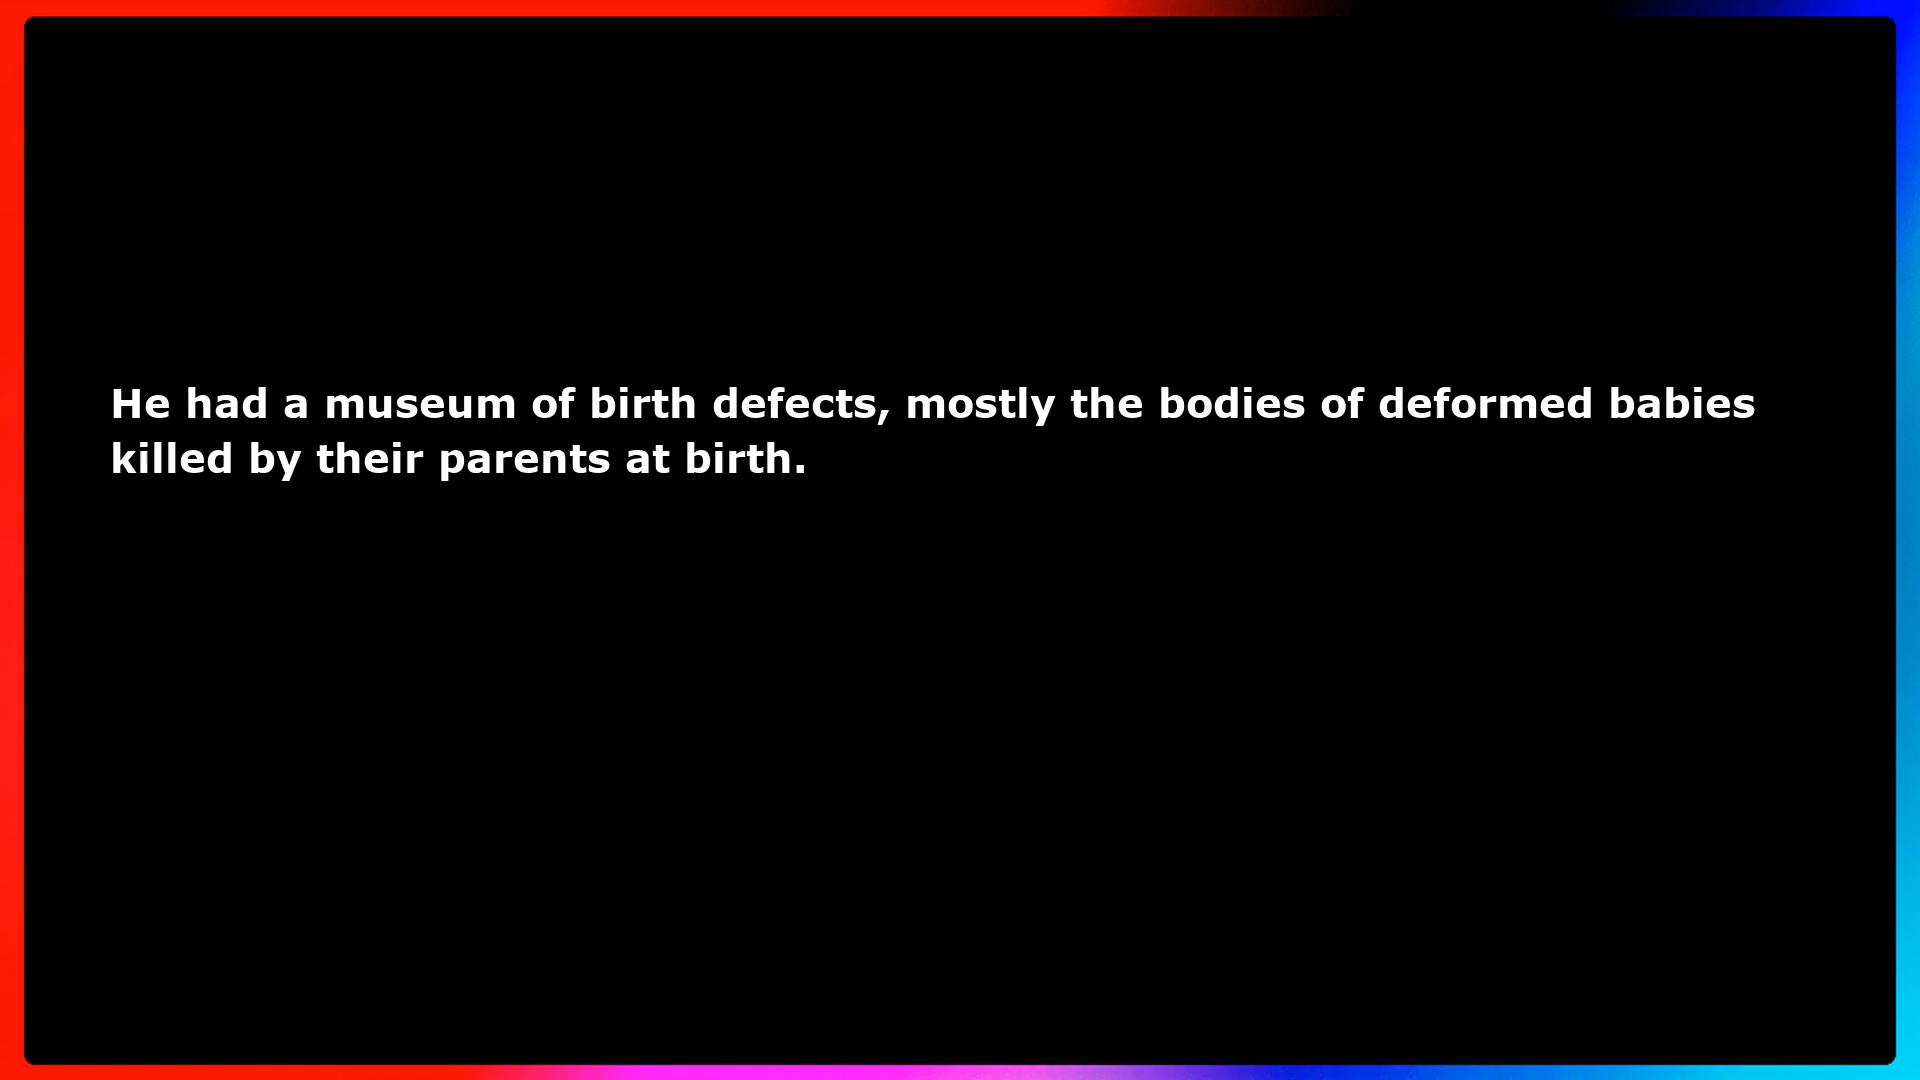 He had a museum of birth defects, mostly the bodies of deformed babies
killed by their parents at birth.